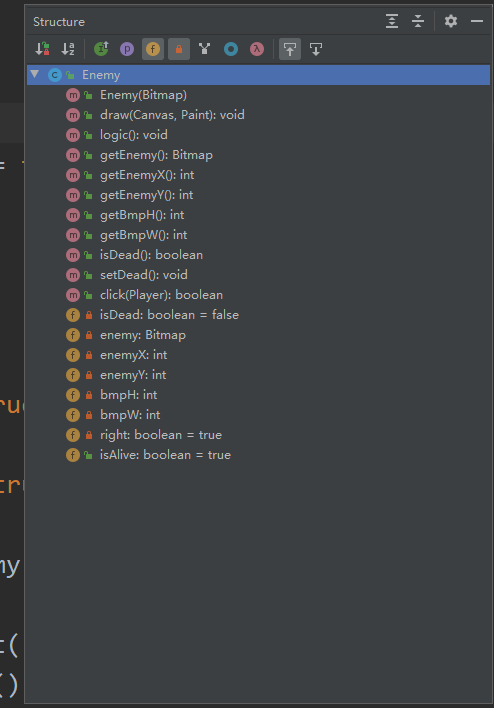 Structure
Enemy
Enemy(Bitmap)
draw(Canvas, Paint): void
logic(): void
getEnemy(): Bitmap
getEnemyX(): int
getEnemyY(): int
getBmpH(): int
getBmpW(): int
isDead(): boolean
setDead(): void
click(Player): boolean
isDead: boolean = false
enemy: Bitmap
enemyX: int
enemyY: int
bmpH: int
bmpW: int
right: boolean = true
isAlive: boolean = true